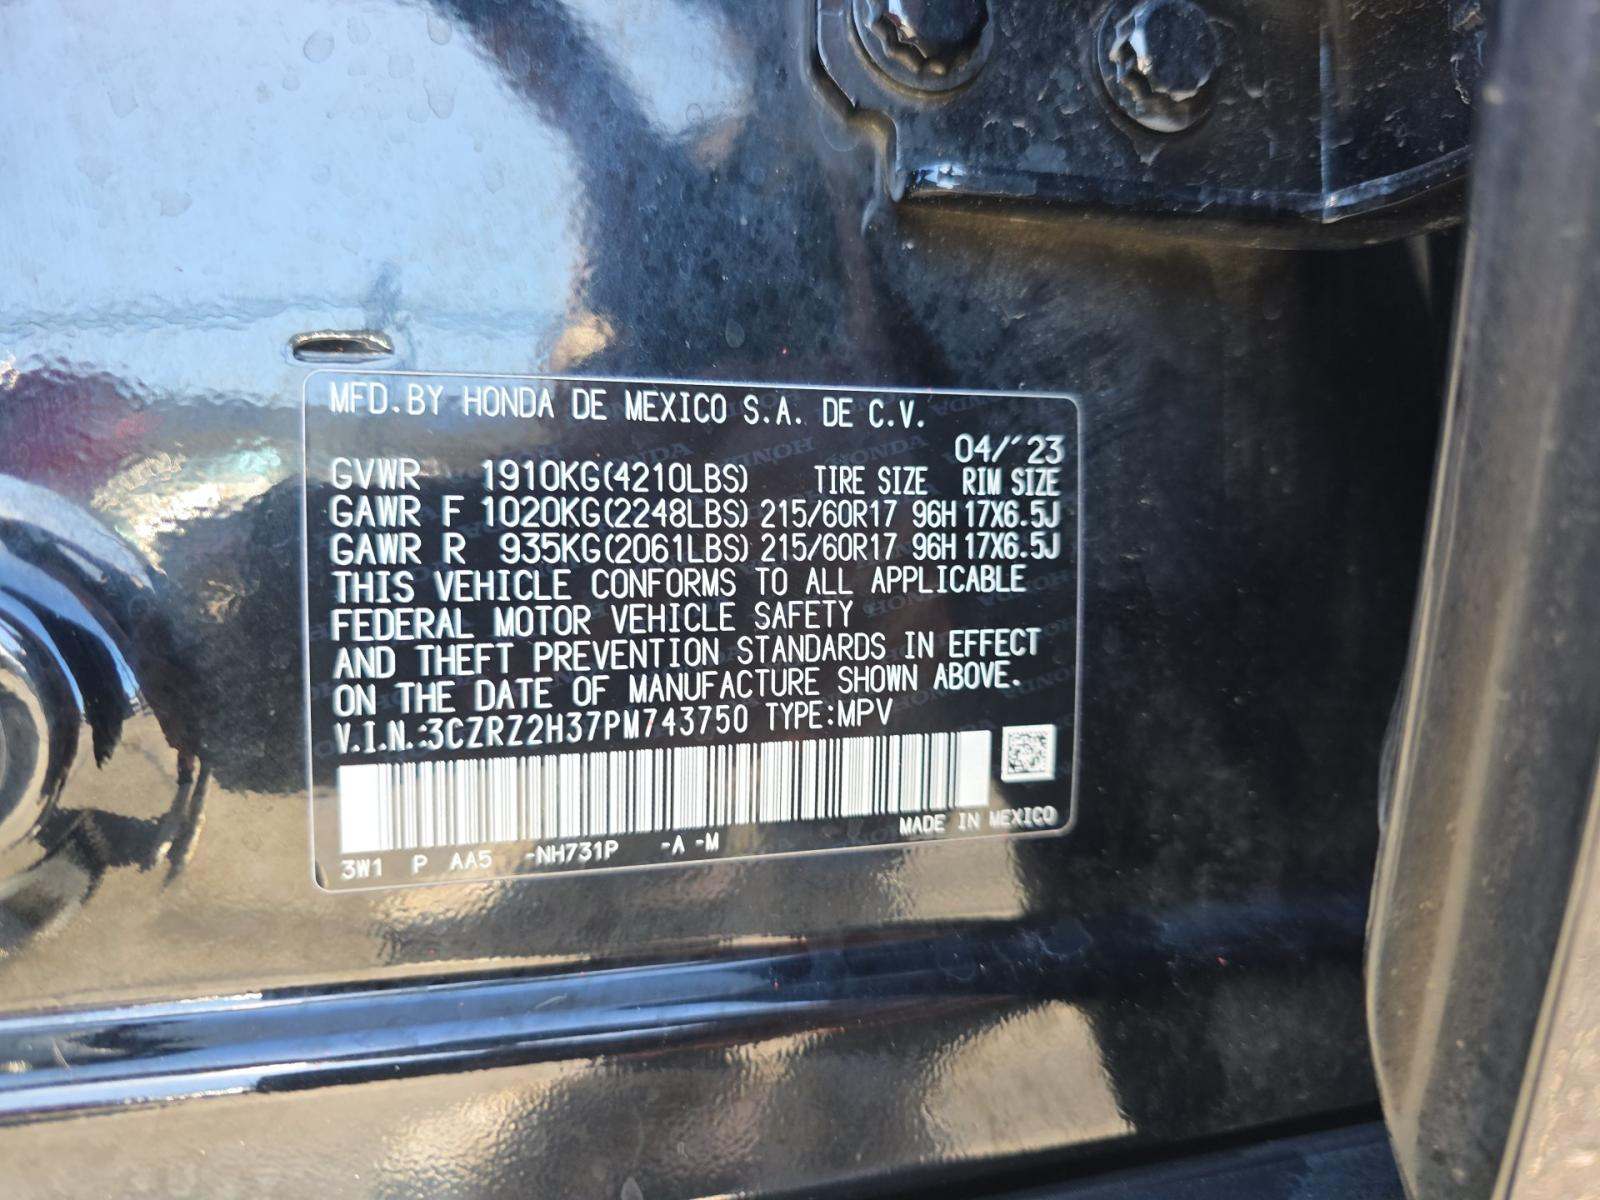 MFD.BY HONDA DE MEXICO S.A. DE C.V.
04/´23
GVWR 1910KG(4210LBS) TIRE SIZE RIM SIZE
GAWR F 1020KG(2248LBS) 215/60R17 96H 17X6.5J
GAWR R 935KG(2061LBS) 215/60R17 96H 17X6.5J
THIS VEHICLE CONFORMS TO ALL APPLICABLE
FEDERAL MOTOR VEHICLE SAFETY
AND THEFT PREVENTION STANDARDS IN EFFECT
ON THE DATE OF MANUFACTURE SHOWN ABOVE.
V.I.N.:3CZRZ2H37PM743750 TYPE:MPV
MADE IN MEXICO
3W1 P AA5 -NH731P -A -M